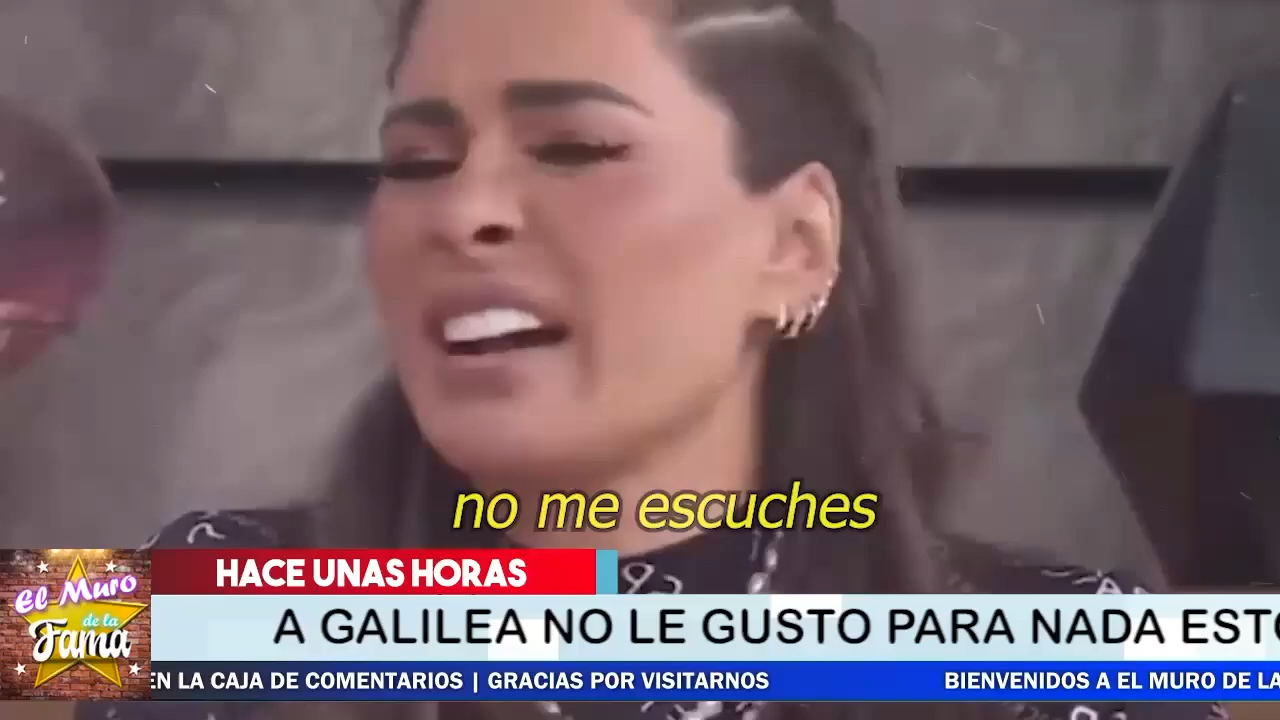 no me escuches
HACE UNAS HORAS
El Muro
de la
Fama
A GALILEA NO LE GUSTO PARA NADA ESTO
EN LA CAJA DE COMENTARIOS | GRACIAS POR VISITARNOS
BIENVENIDOS A EL MURO DE LA